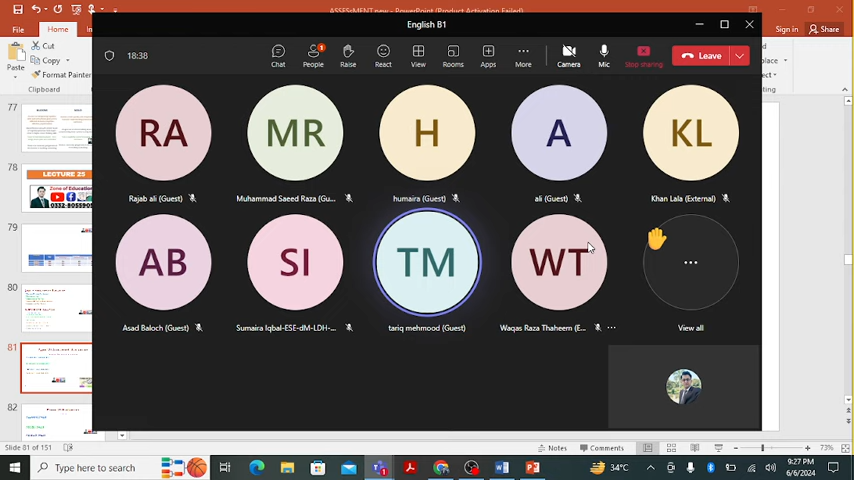 ASSESsMENT.new - PowerPoint (Product Activation Failed)
English B1
Sign in
Share
File
Home
Cut
Copy
Format Painter
Paste
Clipboard
18:38
Chat
1
People
Raise
React
View
Rooms
Apps
More
Camera
Mic
Stop sharing
Leave
RA
MR
H
A
KL
Rajab ali (Guest)
Muhammad Saeed Raza (Gu...
humaira (Guest)
ali (Guest)
Khan Lala (External)
AB
SI
TM
WT
...
Asad Baloch (Guest)
Sumaira Iqbal-ESE-dM-LDH-...
tariq mehmood (Guest)
Waqas Raza Thaheem (E...
View all
77
78
LECTURE 25
Zone of Education
79
80
81
82
Slide 81 of 151
Notes
Comments
73%
Type here to search
34°C
9:27 PM
6/6/2024